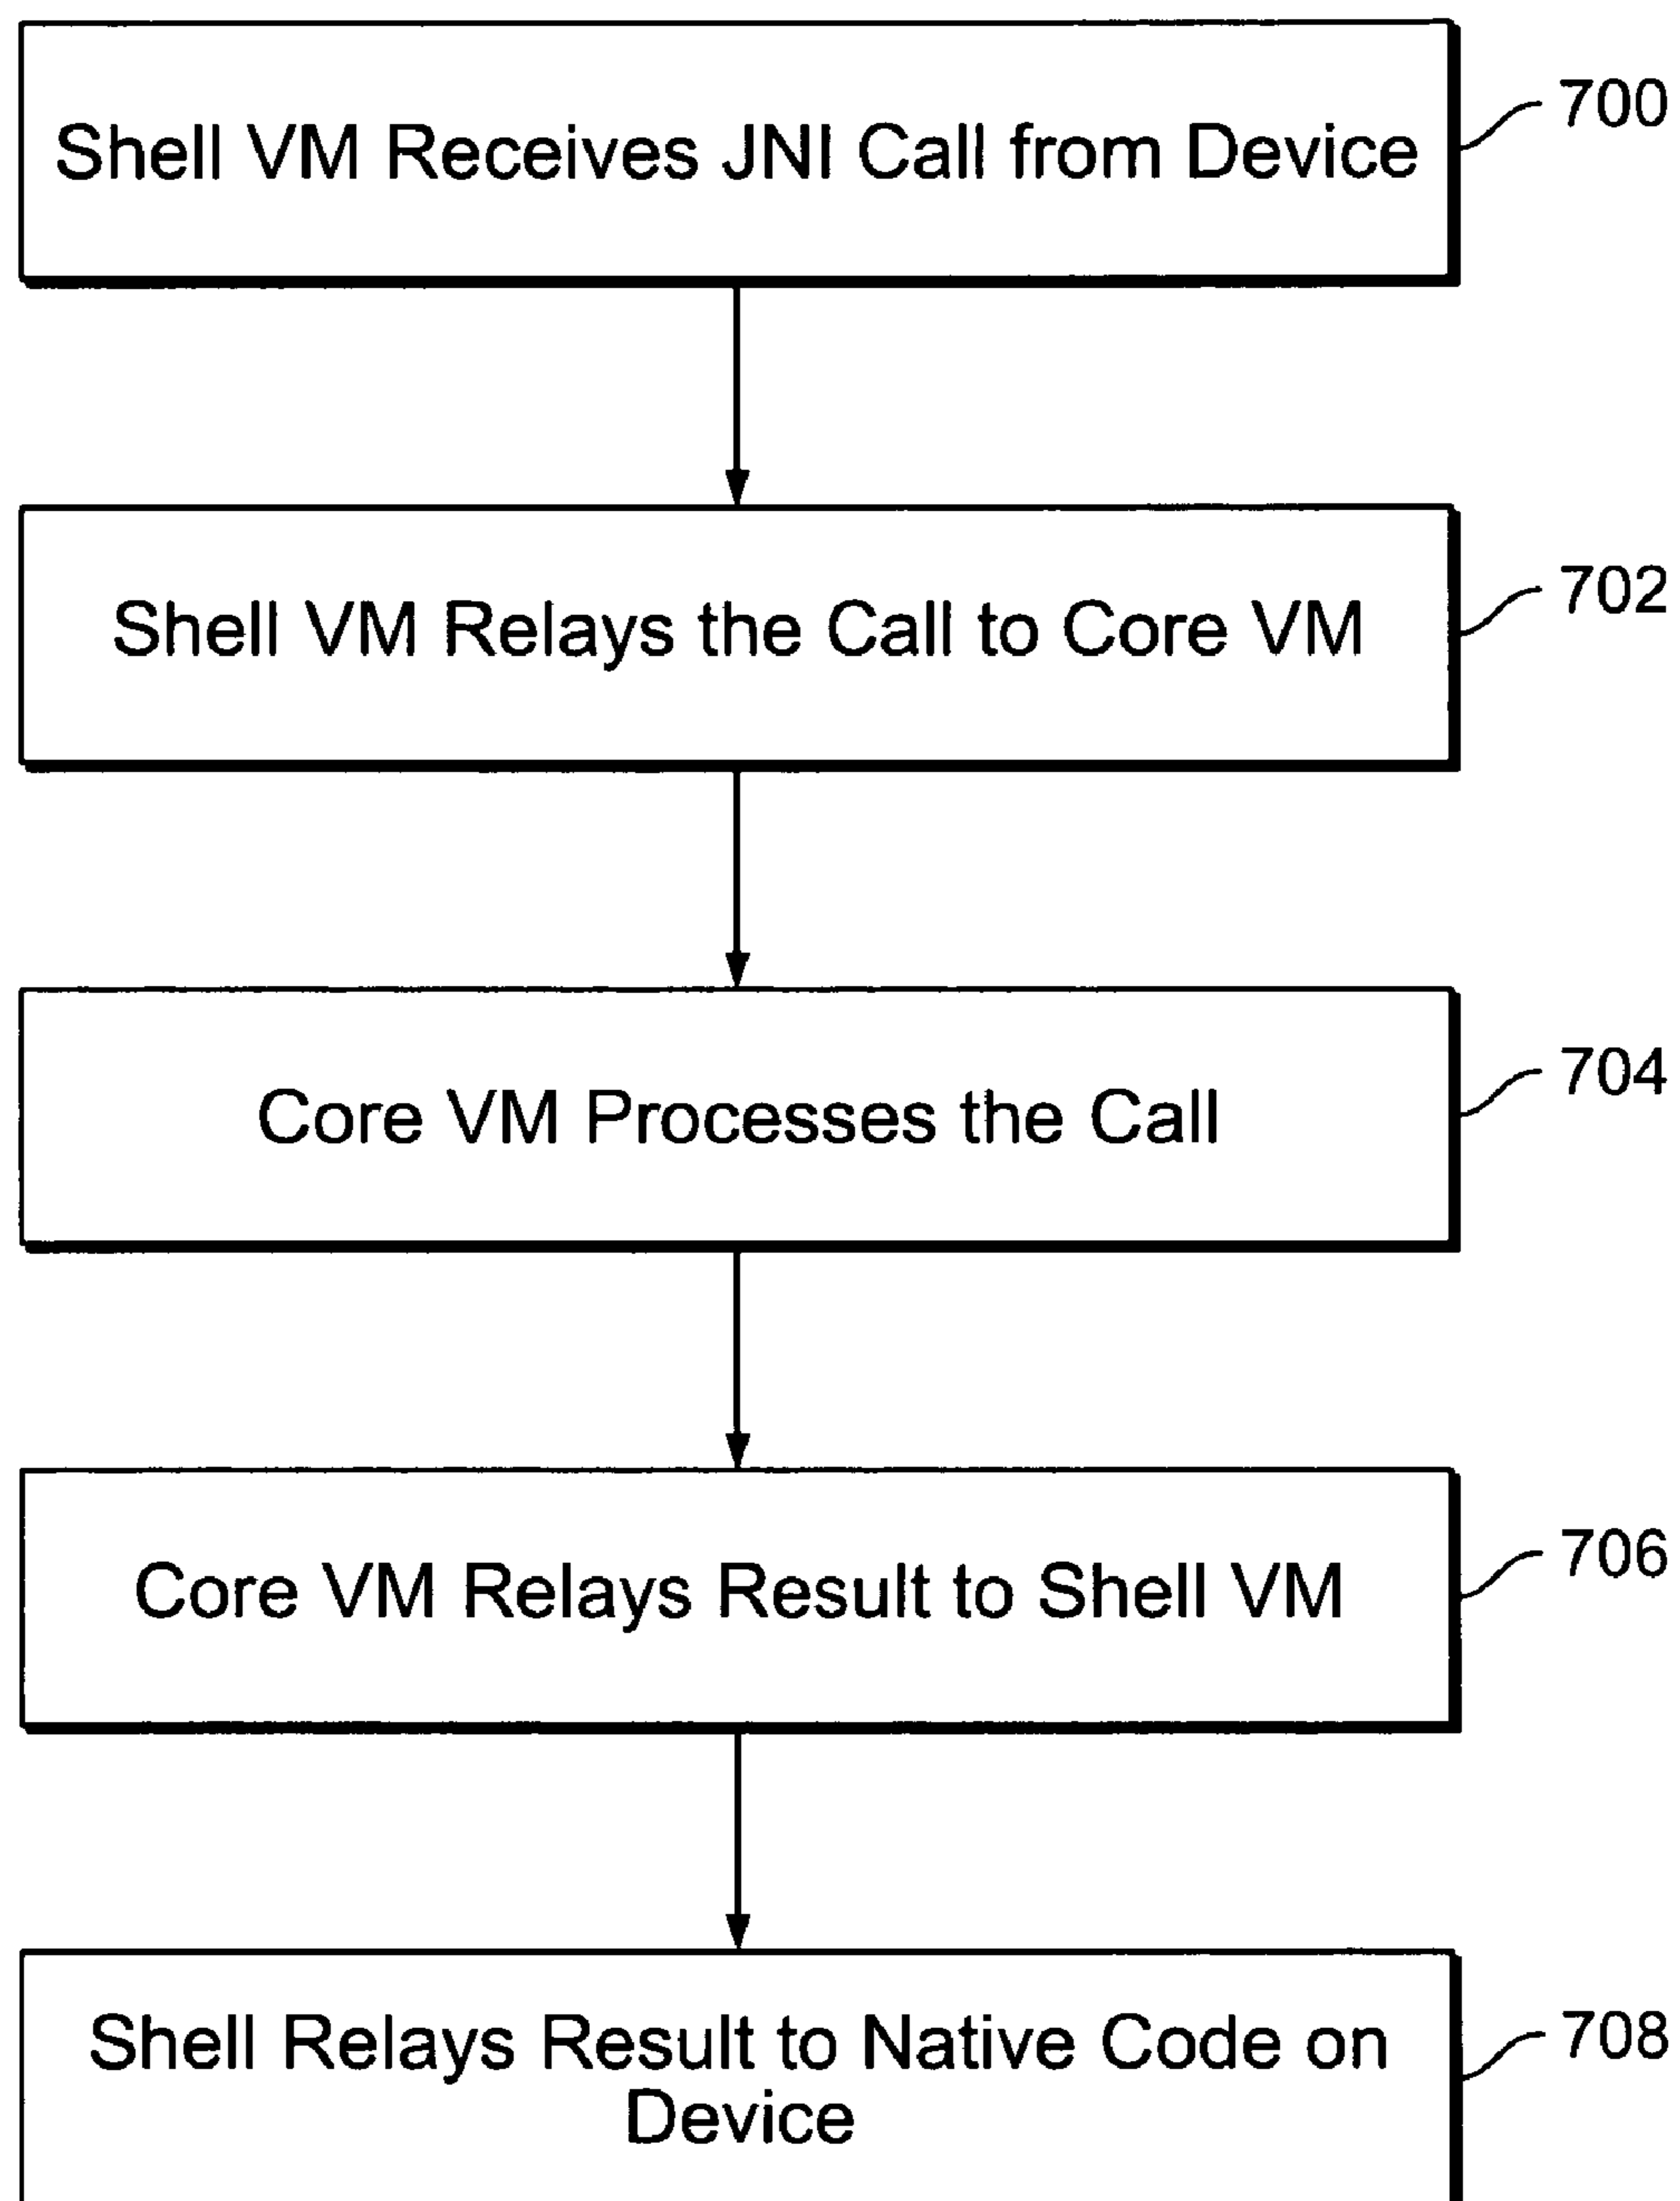 Shell VM Receives JNI Call from Device
700
Shell VM Relays the Call to Core VM
702
Core VM Processes the Call
704
Core VM Relays Result to Shell VM
706
Shell Relays Result to Native Code on
Device
708